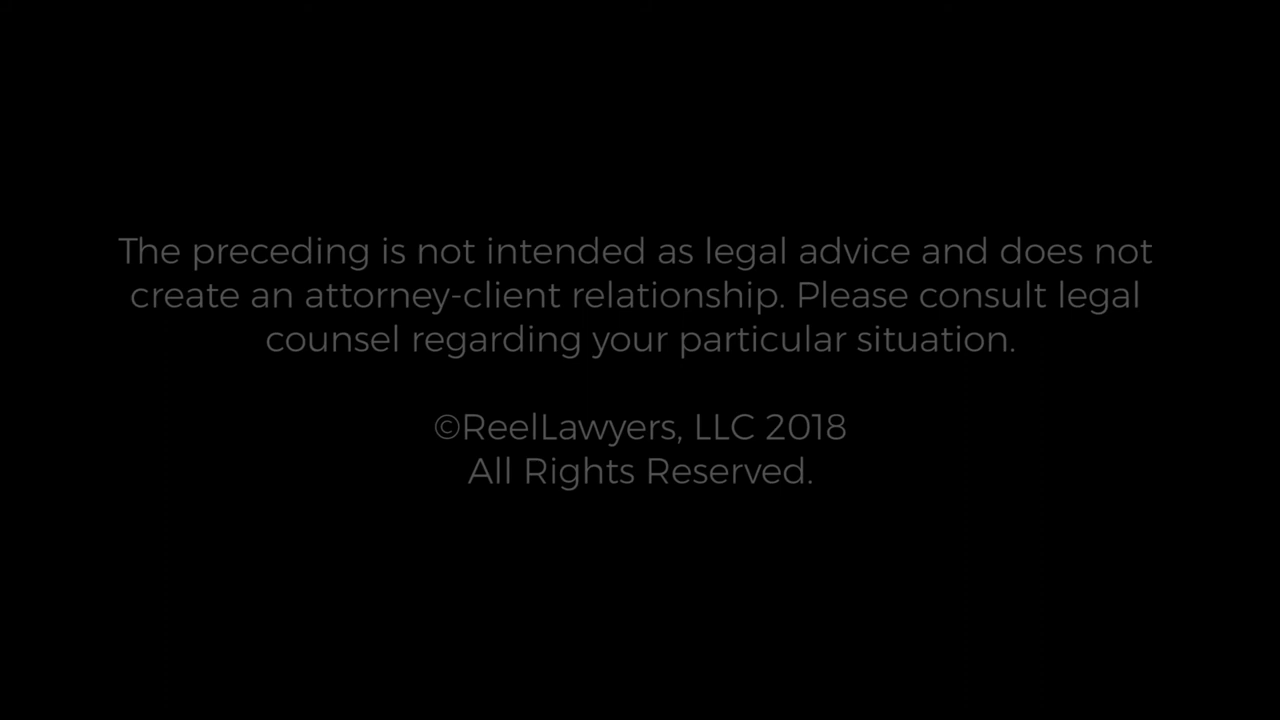 The preceding is not intended as legal advice and does not
create an attorney-client relationship. Please consult legal
counsel regarding your particular situation.
©ReelLawyers, LLC 2018
All Rights Reserved.